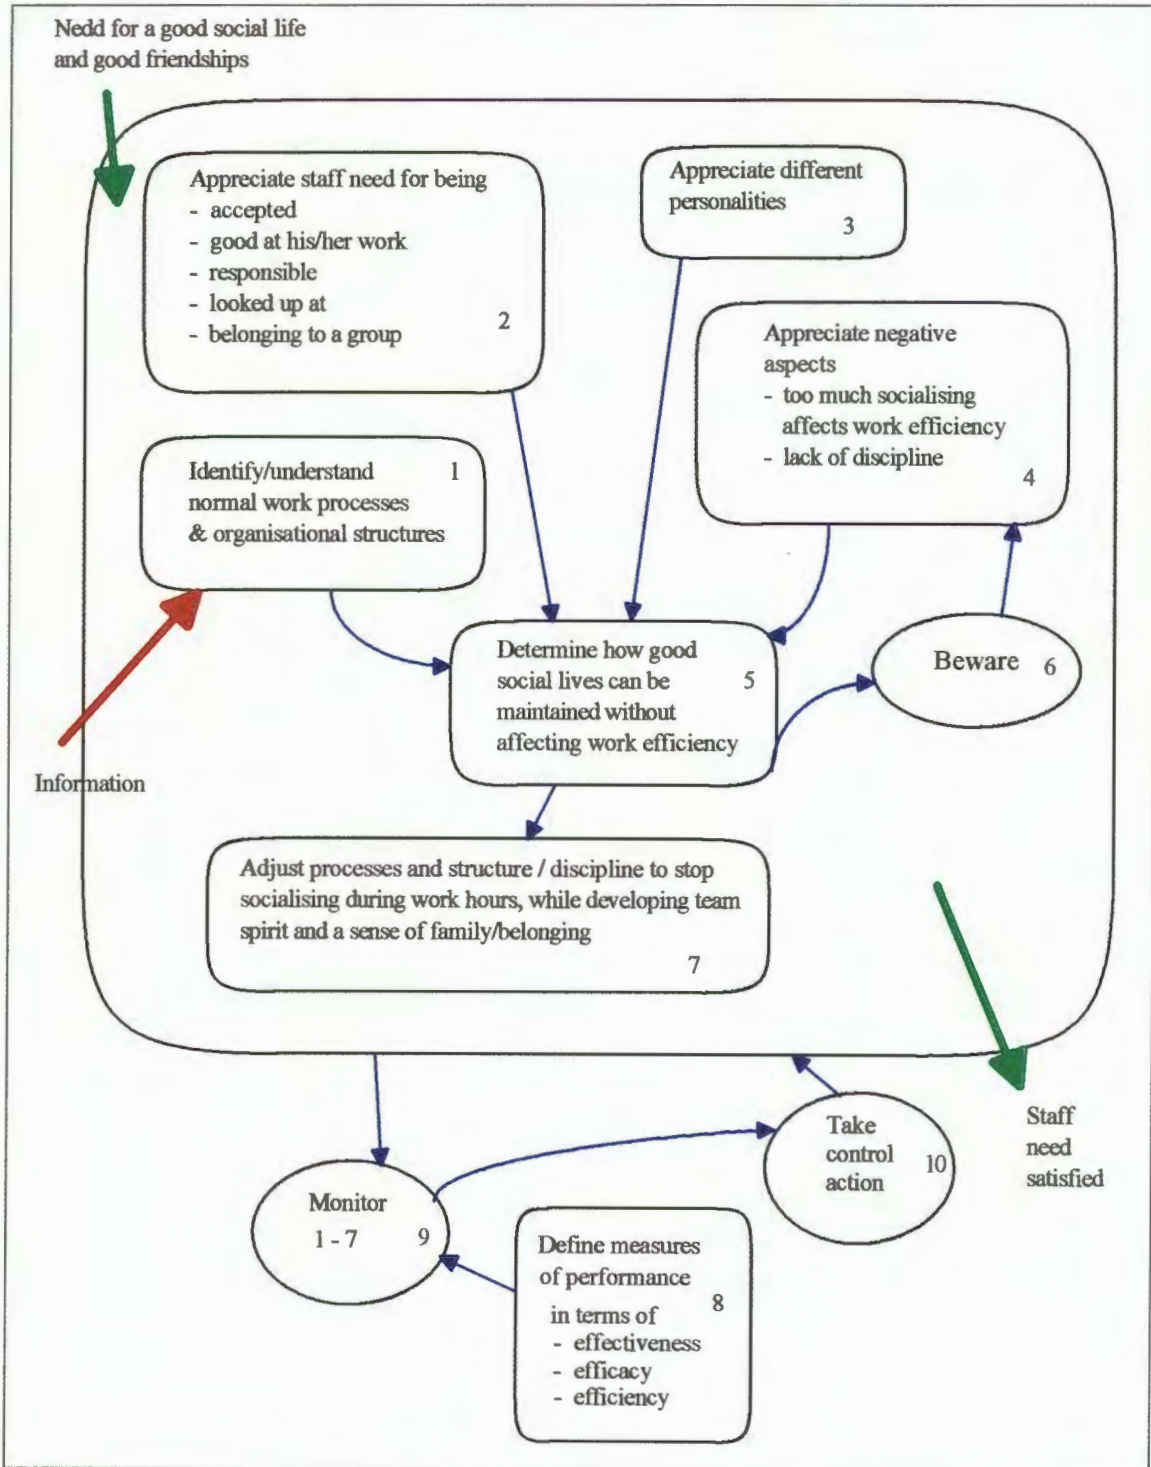 Nedd for a good social life
and good friendships
Appreciate staff need for being
- accepted
- good at his/her work
- responsible
- looked up at
- belonging to a group
2
Appreciate different
personalities
3
Appreciate negative
aspects
- too much socialising
affects work efficiency
- lack of discipline
4
Identify/understand
normal work processes
& organisational structures
1
Information
Determine how good
social lives can be
maintained without
affecting work efficiency
5
Beware 6
Adjust processes and structure / discipline to stop
socialising during work hours, while developing team
spirit and a sense of family/belonging
7
Staff
need
satisfied
Take
control
action
10
Monitor
1 - 7 9
Define measures
of performance
in terms of
- effectiveness
- efficacy
- efficiency
8